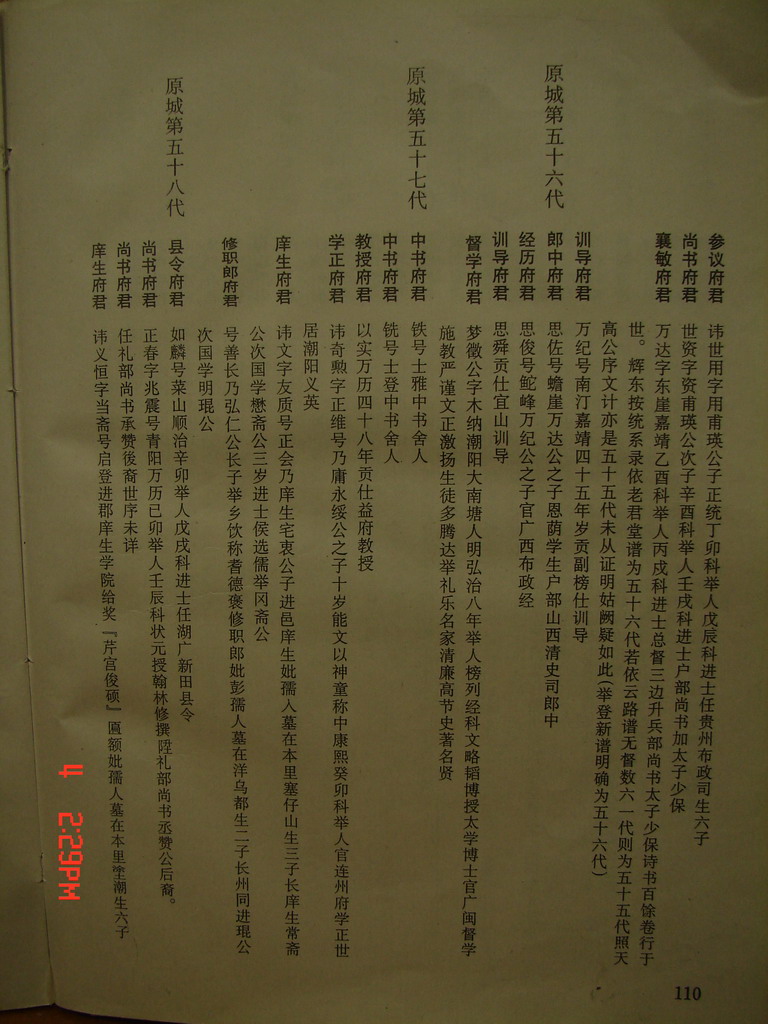 参议府君 讳世用字用甫瑛公子正统丁卯科举人戊辰科进士任贵州布政司生六子
尚书府君 世资字资甫瑛公次子辛酉科举人壬戌科进士户部尚书加太子少保
襄敏府君 万达字东崖嘉靖乙酉科举人丙戌科进士总督三边升兵部尚书太子少保诗书百馀卷行于
世。辉东按统系录依老君堂谱为五十六代若依云路谱无督数六一代则为五十五代照天
高公序文计亦是五十五代未从证明姑阙疑如此(举登新谱明确为五十六代)
训导府君 万纪号南汀嘉靖四十五年岁贡副榜仕训导
原城第五十六代
郎中府君 思佐号蟾崖万达公之子恩荫学生户部山西清史司郎中
经历府君 思俊号鸵峰万纪公之子官广西布政经
训导府君 思舜贡仕宜山训导
督学府君 梦徵公字木纳潮阳大南塘人明弘治八年举人榜列经科文略韬博授太学博士官广闽督学
施教严谨文正激扬生徒多腾达举礼乐名家清廉高节史著名贤
原城第五十七代
中书府君 铁号士雅中书舍人
中书府君 铣号士登中书舍人
教授府君 以实万历四十八年贡仕益府教授
学正府君 讳奇勲字正维号乃庸永绥公之子十岁能文以神童称中康熙癸卯科举人官连州府学正世
居潮阳义英
庠生府君 讳文字友质号正会乃庠生宅衷公子进邑庠生妣孺人墓在本里塞仔山生三子长庠生常斋
公次国学懋斋公三岁进士侯选儒举冈斋公
修职郎府君 号善长乃弘仁公长子举乡饮称耆德褒修职郎妣彭孺人墓在洋乌都生二子长州同进琨公
次国学明琨公
原城第五十八代
县令府君 如麟号菜山顺治辛卯举人戊戌科进士任湖广新田县令
尚书府君 正春字兆震号青阳万历已卯举人壬辰科状元授翰林修撰陞礼部尚书丞赞公后裔。
尚书府君 任礼部尚书承赞後裔世序未详
庠生府君 讳义恒字当斋号启登进郡庠生学院给奖『芹宫俊硕』匾额妣孺人墓在本里塗潮生六子
110
4 2:29PM